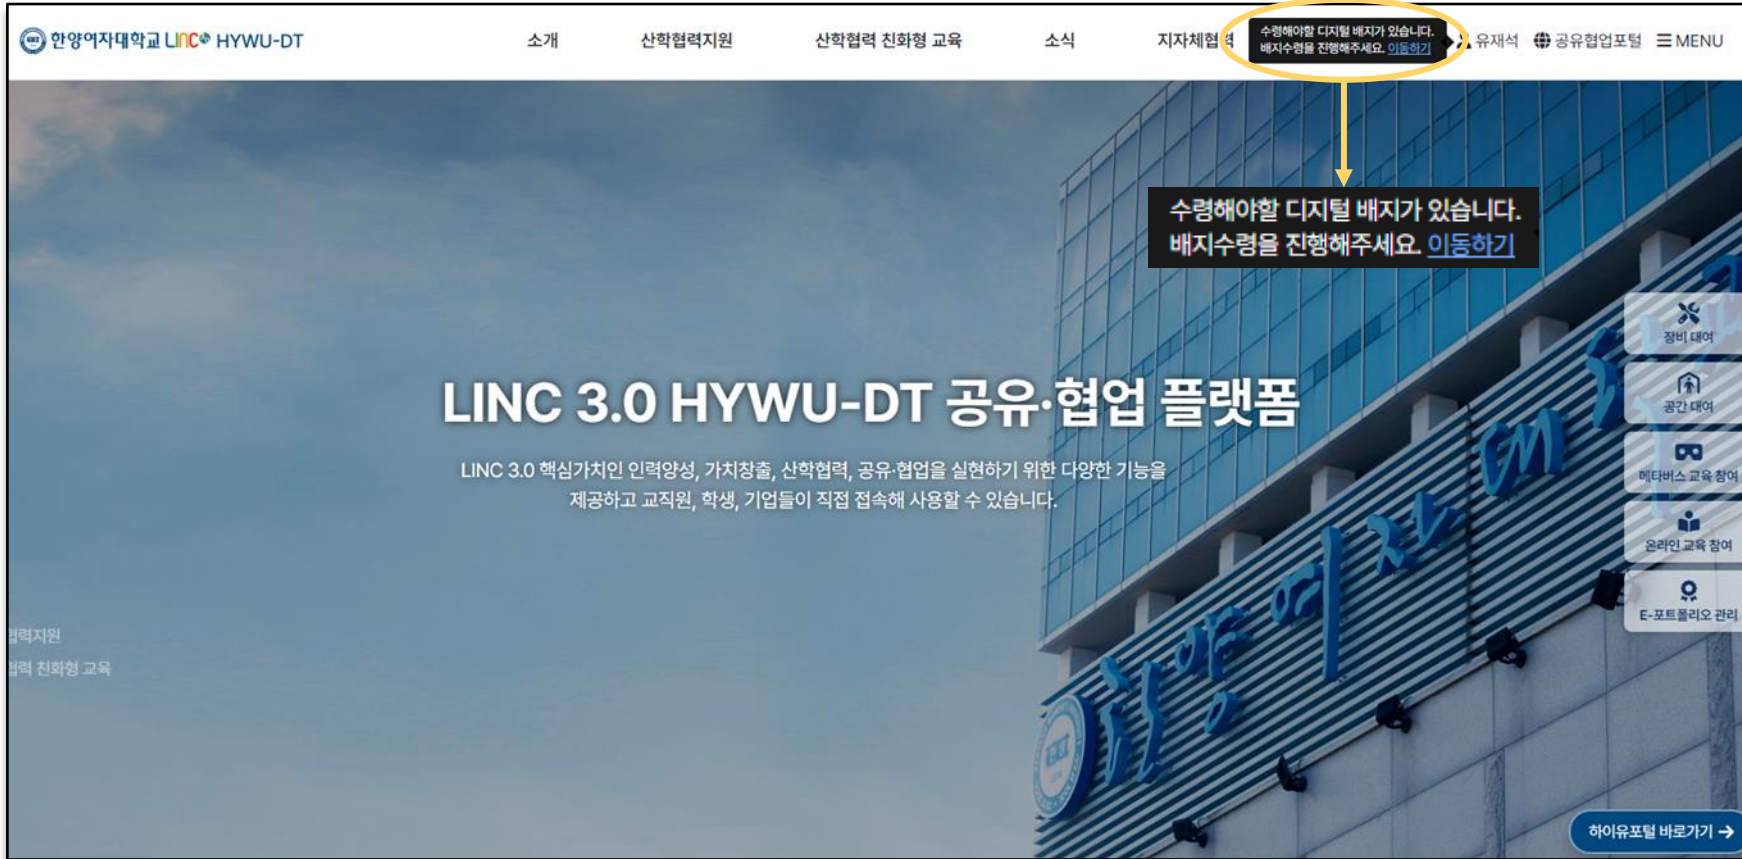 한양여자대학교 LINC HYWU-DT
소개
산학협력지원
산학협력 친화형 교육
소식
지자체협력
수령해야할 디지털 배지가 있습니다.
배지수령을 진행해주세요. 이동하기
유재석
공유협업포털
MENU
수령해야할 디지털 배지가 있습니다.
배지수령을 진행해주세요. 이동하기
장비 대여
공간 대여
LINC 3.0 HYWU-DT 공유·협업 플랫폼
LINC 3.0 핵심가치인 인력양성, 가치창출, 산학협력, 공유·협업을 실현하기 위한 다양한 기능을
제공하고 교직원, 학생, 기업들이 직접 접속해 사용할 수 있습니다.
메타버스 교육 참여
온라인 교육 참여
E-포트폴리오 관리
협력지원
협력 친화형 교육
한양여자대학교
하이유포털 바로가기